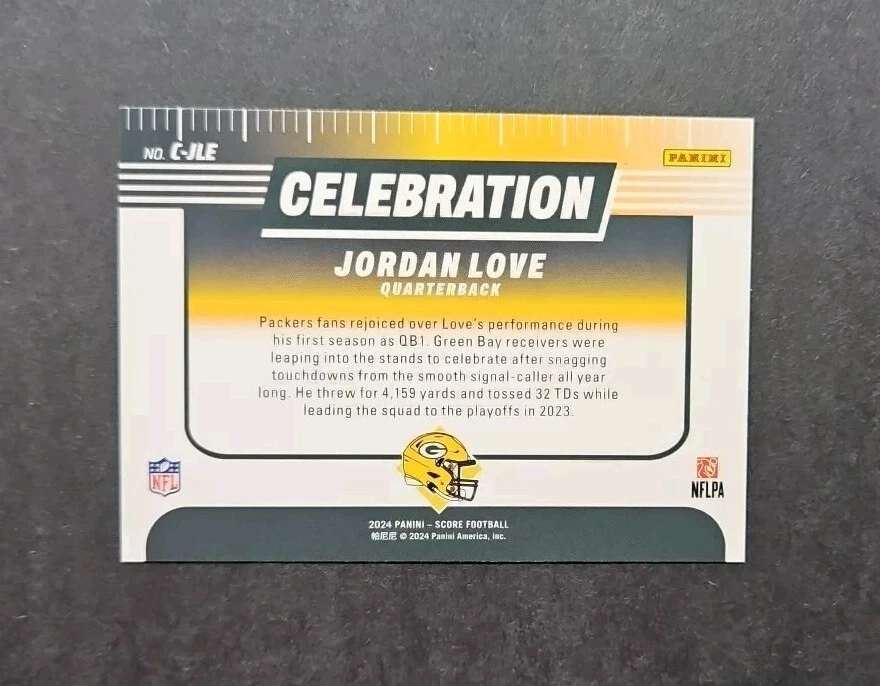 NO. C-JLE
PANINI
CELEBRATION
JORDAN LOVE
QUARTERBACK
Packers fans rejoiced over Love's performance during
his first season as QB1. Green Bay receivers were
leaping into the stands to celebrate after snagging
touchdowns from the smooth signal-caller all year
long. He threw for 4,159 yards and tossed 32 TDs while
leading the squad to the playoffs in 2023.
G
NFL
NFLPA
2024 PANINI – SCORE FOOTBALL
帕尼尼 © 2024 Panini America, Inc.